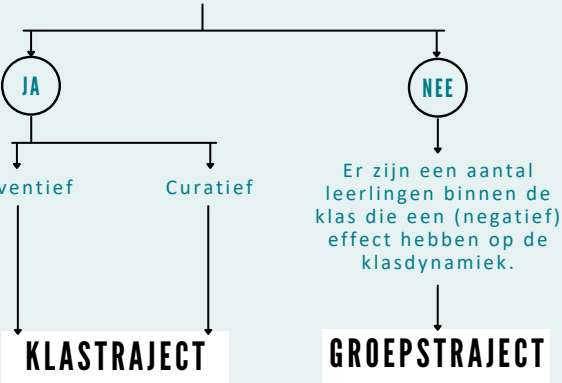 JA
NEE
ventief
Curatief
Er zijn een aantal
leerlingen binnen de
klas die een (negatief)
effect hebben op de
klasdynamiek.
KLASTRAJECT
GROEPSTRAJECT